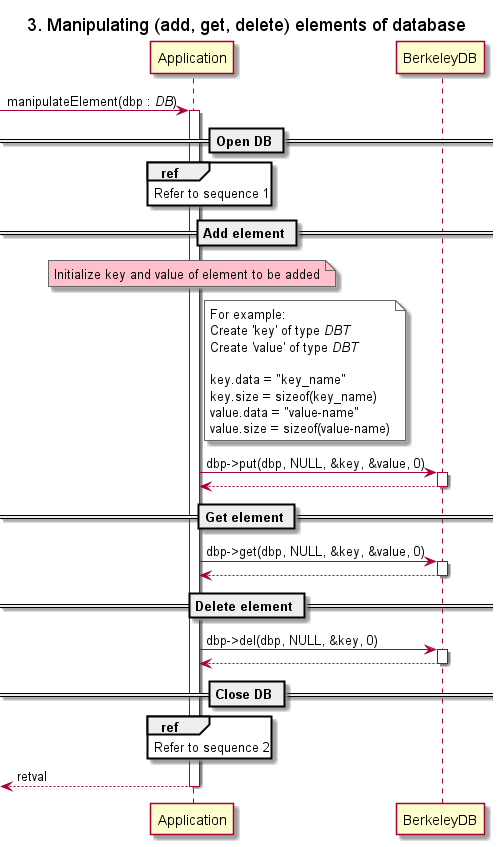 3. Manipulating (add, get, delete) elements of database
Application
BerkeleyDB
manipulateElement(dbp : DB)
Open DB
ref
Refer to sequence 1
Add element
Initialize key and value of element to be added
For example:
Create 'key' of type DBT
Create 'value' of type DBT
key.data = "key_name"
key.size = sizeof(key_name)
value.data = "value-name"
value.size = sizeof(value-name)
dbp->put(dbp, NULL, &key, &value, 0)
Get element
dbp->get(dbp, NULL, &key, &value, 0)
Delete element
dbp->del(dbp, NULL, &key, 0)
Close DB
ref
Refer to sequence 2
retval
Application
BerkeleyDB